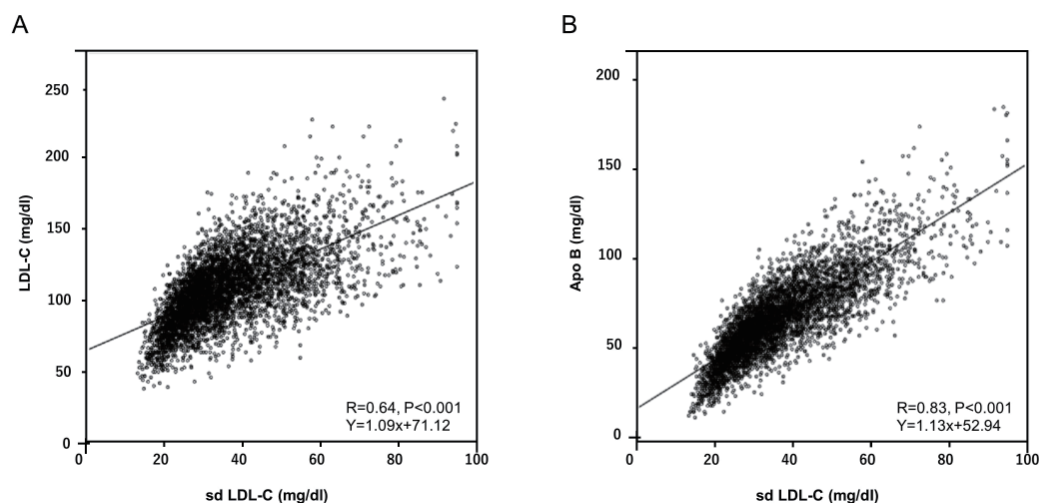 A
B
250
200
150
100
50
0
LDL-C (mg/dl)
R=0.64, P<0.001
Y=1.09x+71.12
0 20 40 60 80 100
sd LDL-C (mg/dl)
200
150
100
50
0
Apo B (mg/dl)
R=0.83, P<0.001
Y=1.13x+52.94
0 20 40 60 80 100
sd LDL-C (mg/dl)